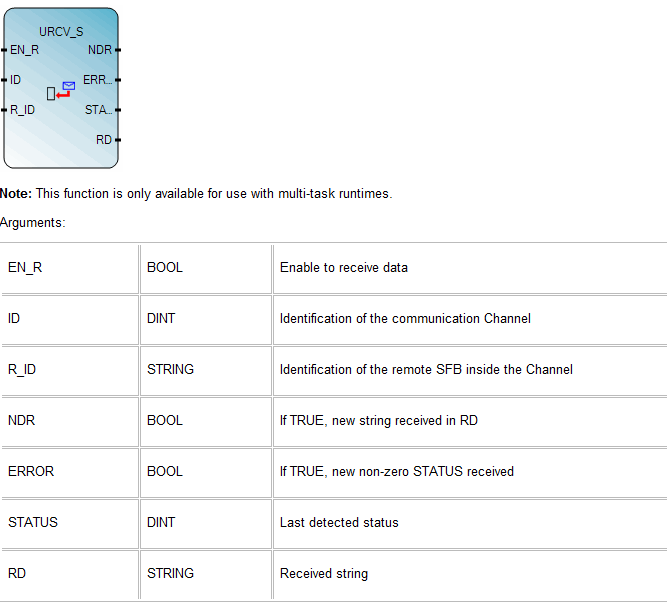 URCV_S
EN_R NDR
ID ERR...
R_ID STA...
RD
Note: This function is only available for use with multi-task runtimes.
Arguments:
EN_R BOOL Enable to receive data
ID DINT Identification of the communication Channel
R_ID STRING Identification of the remote SFB inside the Channel
NDR BOOL If TRUE, new string received in RD
ERROR BOOL If TRUE, new non-zero STATUS received
STATUS DINT Last detected status
RD STRING Received string